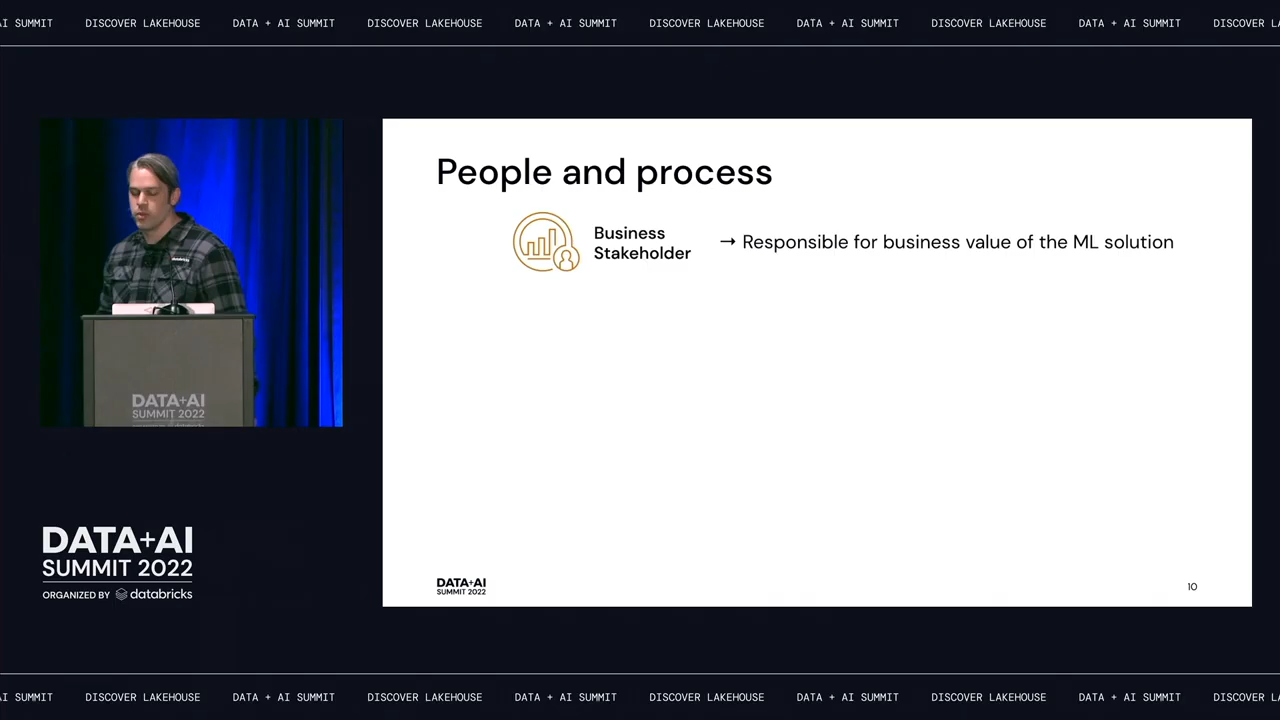 AI SUMMIT DISCOVER LAKEHOUSE DATA + AI SUMMIT DISCOVER LAKEHOUSE DATA + AI SUMMIT DISCOVER LAKEHOUSE DATA + AI SUMMIT DISCOVER LAKEHOUSE DATA + AI SUMMIT DISCOVER L
People and process
Business
Stakeholder
→ Responsible for business value of the ML solution
DATA+AI
SUMMIT 2022
DATA+AI
SUMMIT 2022
ORGANIZED BY databricks
DATA+AI
SUMMIT 2022
10
AI SUMMIT DISCOVER LAKEHOUSE DATA + AI SUMMIT DISCOVER LAKEHOUSE DATA + AI SUMMIT DISCOVER LAKEHOUSE DATA + AI SUMMIT DISCOVER LAKEHOUSE DATA + AI SUMMIT DISCOVER L